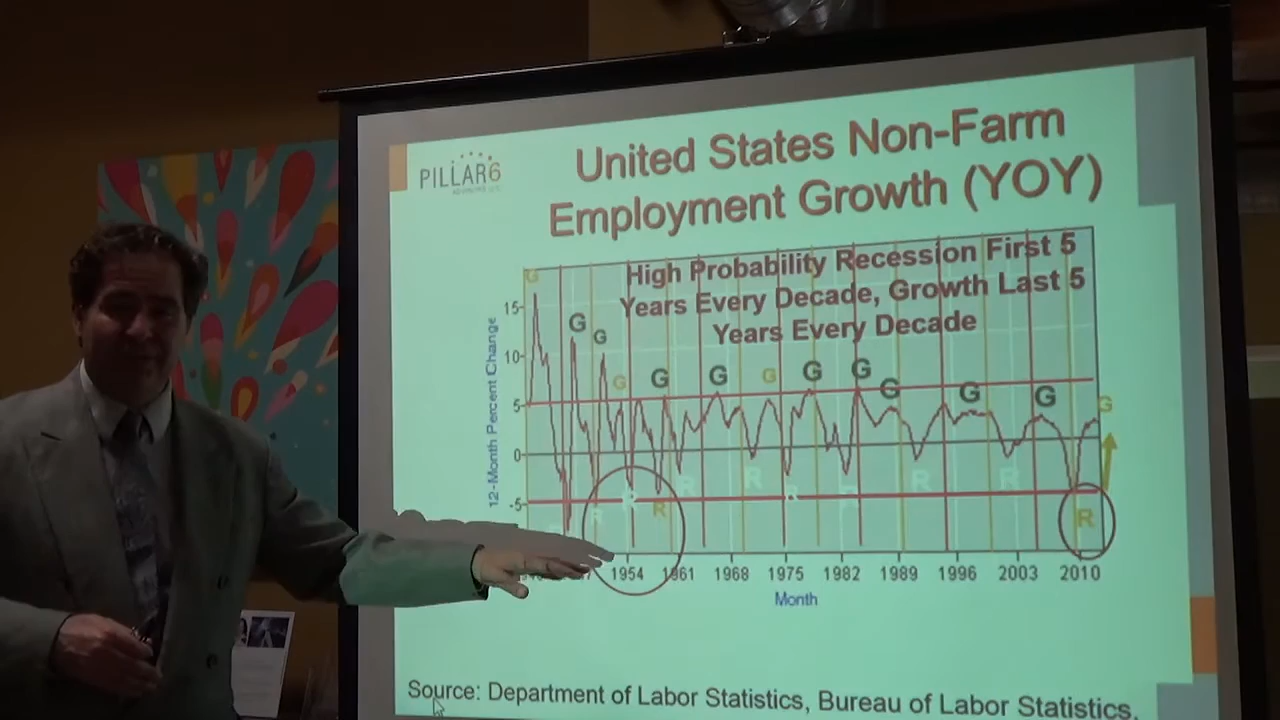 PILLAR6
United States Non-Farm
Employment Growth (YOY)
High Probability Recession First 5
Years Every Decade, Growth Last 5
Years Every Decade
12-Month Percent Change
15
10
5
0
-5
G
G
G
G
G
G
G
G
G
G
G
G
G
R
R
R
R
R
R
R
R
R
1954 1961 1968 1975 1982 1989 1996 2003 2010
Month
Source: Department of Labor Statistics, Bureau of Labor Statistics,